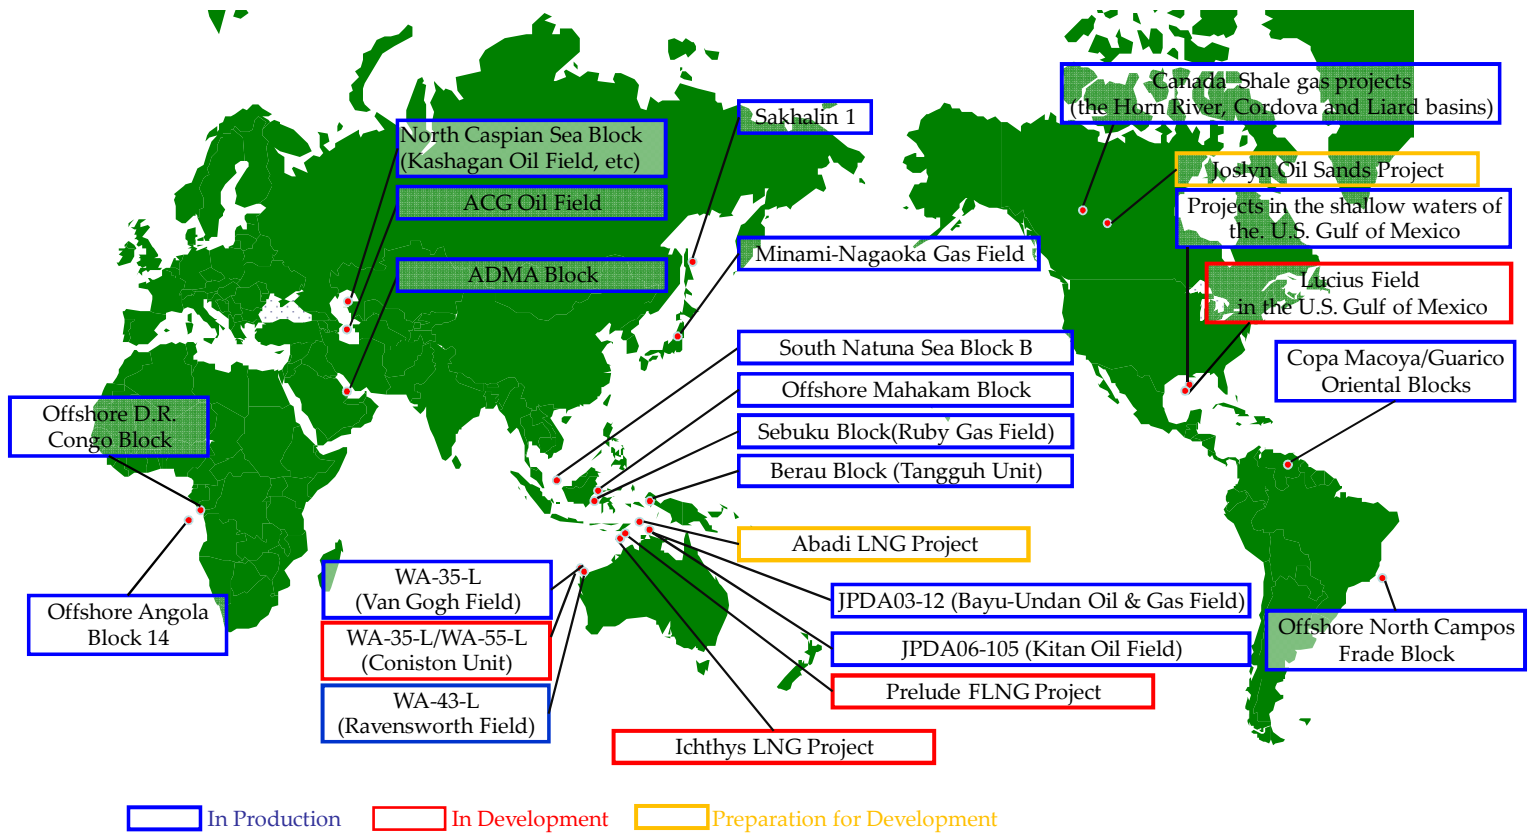 Canada  Shale gas projects
(the Horn River, Cordova and Liard basins)
Sakhalin 1
North Caspian Sea Block
(Kashagan Oil Field, etc)
Joslyn Oil Sands Project
ACG Oil Field
Projects in the shallow waters of
the. U.S. Gulf of Mexico
Minami-Nagaoka Gas Field
ADMA Block
Lucius Field
in the U.S. Gulf of Mexico
South Natuna Sea Block B
Copa Macoya/Guarico
Oriental Blocks
Offshore Mahakam Block
Offshore D.R.
Congo Block
Sebuku Block(Ruby Gas Field)
Berau Block (Tangguh Unit)
Abadi LNG Project
WA-35-L
(Van Gogh Field)
JPDA03-12 (Bayu-Undan Oil & Gas Field)
Offshore Angola
Block 14
WA-35-L/WA-55-L
(Coniston Unit)
JPDA06-105 (Kitan Oil Field)
Offshore North Campos
Frade Block
Prelude FLNG Project
WA-43-L
(Ravensworth Field)
Ichthys LNG Project
In Production
In Development
Preparation for Development